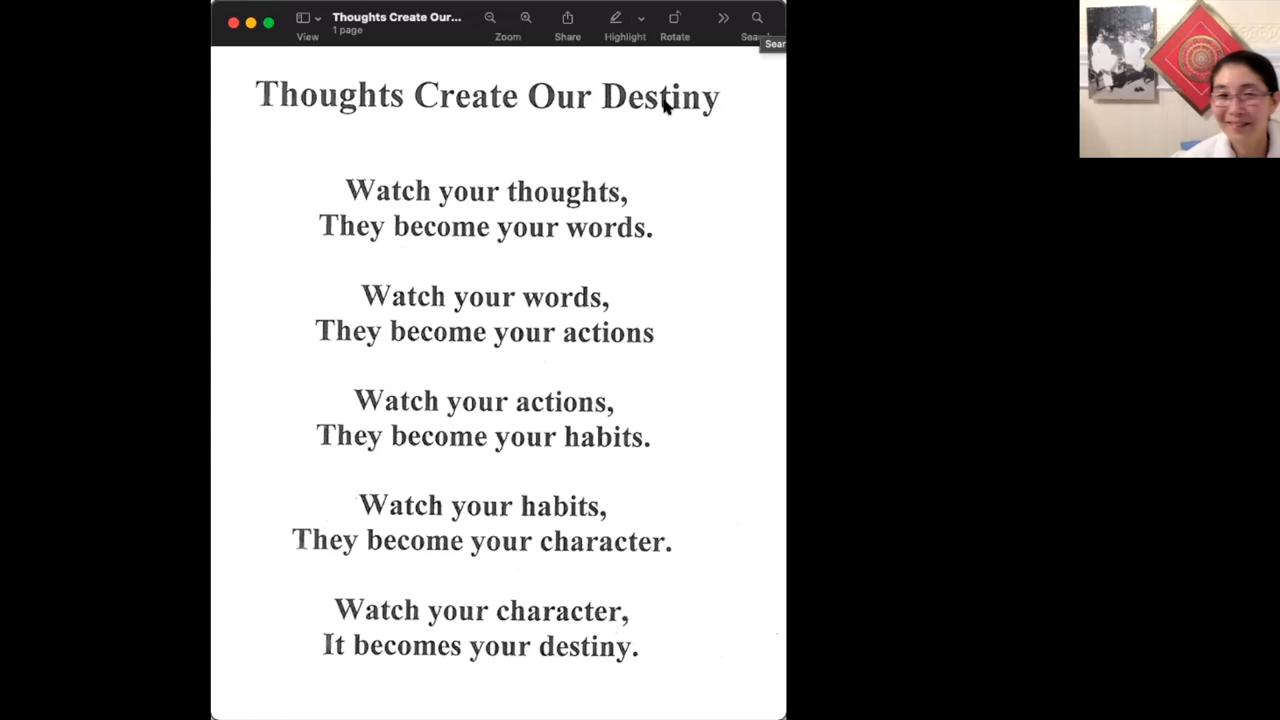 Thoughts Create Our...
1 page
View
Zoom
Share
Highlight
Rotate
Sear
Thoughts Create Our Destiny
Watch your thoughts,
They become your words.
Watch your words,
They become your actions
Watch your actions,
They become your habits.
Watch your habits,
They become your character.
Watch your character,
It becomes your destiny.